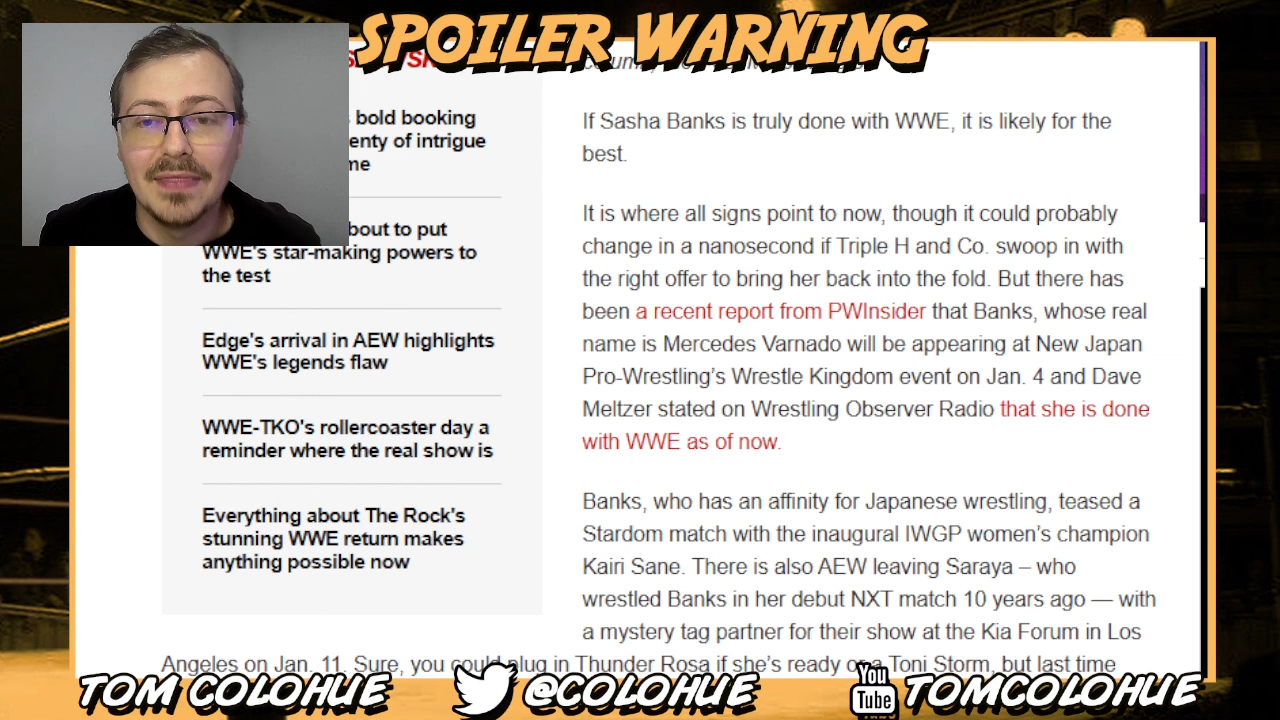 SPOILER WARNING
bold booking
enty of intrigue
me
bout to put
WWE's star-making powers to
the test
Edge's arrival in AEW highlights
WWE's legends flaw
WWE-TKO's rollercoaster day a
reminder where the real show is
Everything about The Rock's
stunning WWE return makes
anything possible now
If Sasha Banks is truly done with WWE, it is likely for the
best.
It is where all signs point to now, though it could probably
change in a nanosecond if Triple H and Co. swoop in with
the right offer to bring her back into the fold. But there has
been a recent report from PWInsider that Banks, whose real
name is Mercedes Varnado will be appearing at New Japan
Pro-Wrestling’s Wrestle Kingdom event on Jan. 4 and Dave
Meltzer stated on Wrestling Observer Radio that she is done
with WWE as of now.
Banks, who has an affinity for Japanese wrestling, teased a
Stardom match with the inaugural IWGP women’s champion
Kairi Sane. There is also AEW leaving Saraya – who
wrestled Banks in her debut NXT match 10 years ago — with
a mystery tag partner for their show at the Kia Forum in Los
Angeles on Jan. 11. Sure, you could plug in Thunder Rosa if she’s ready or a Toni Storm, but last time
TOM COLOHUE @COLOHUE You Tube TOMCOLOHUE